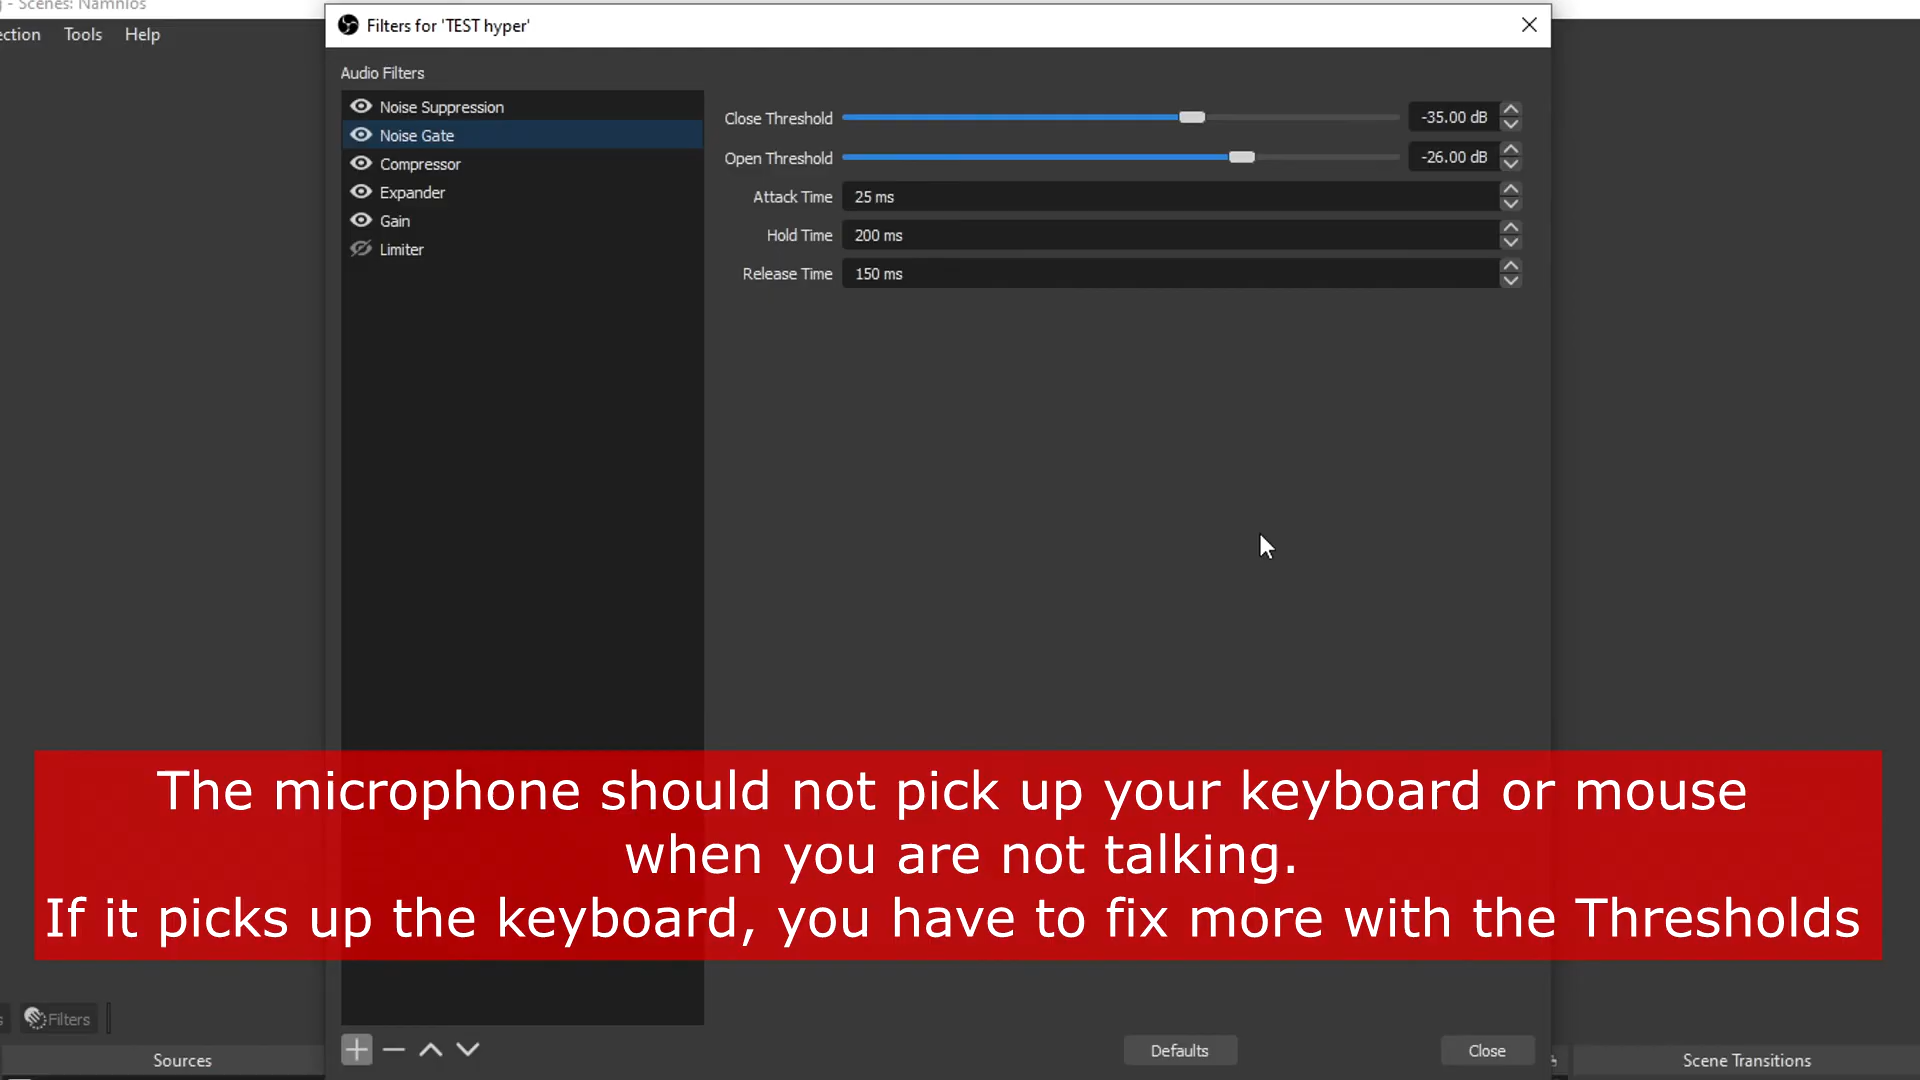 - Scenes: Namnlös
ection Tools Help
Filters for 'TEST hyper'
Audio Filters
Noise Suppression
Noise Gate
Compressor
Expander
Gain
Limiter
Close Threshold -35.00 dB
Open Threshold -26.00 dB
Attack Time 25 ms
Hold Time 200 ms
Release Time 150 ms
The microphone should not pick up your keyboard or mouse
when you are not talking.
If it picks up the keyboard, you have to fix more with the Thresholds
Filters
Defaults
Close
Sources
Scene Transitions